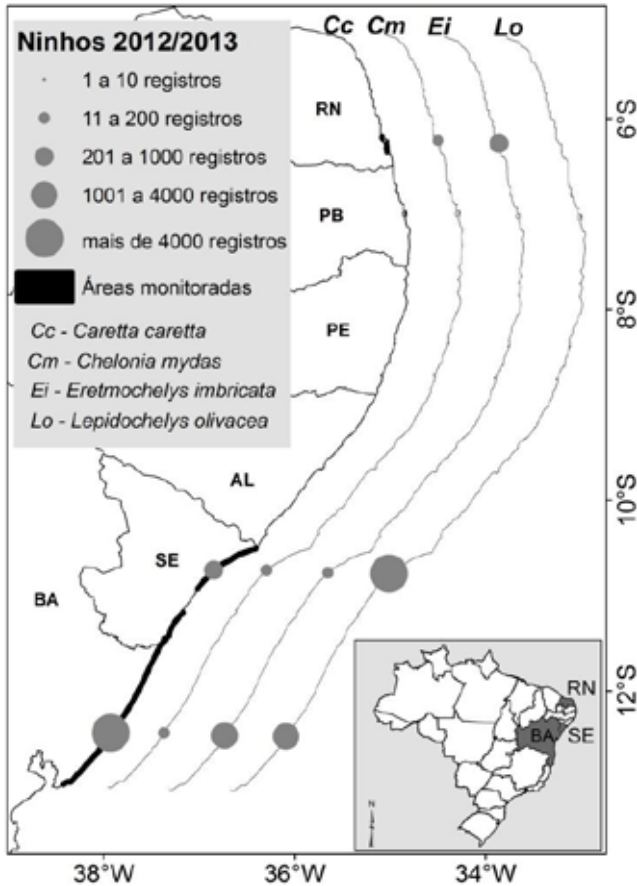 Ninhos 2012/2013
1 a 10 registros
11 a 200 registros
201 a 1000 registros
1001 a 4000 registros
mais de 4000 registros
Áreas monitoradas
Cc - Caretta caretta
Cm - Chelonia mydas
Ei - Eretmochelys imbricata
Lo - Lepidochelys olivacea
Cc Cm Ei Lo
RN
PB
PE
AL
SE
BA
6°S
8°S
10°S
12°S
RN
BA SE
N
38°W 36°W 34°W